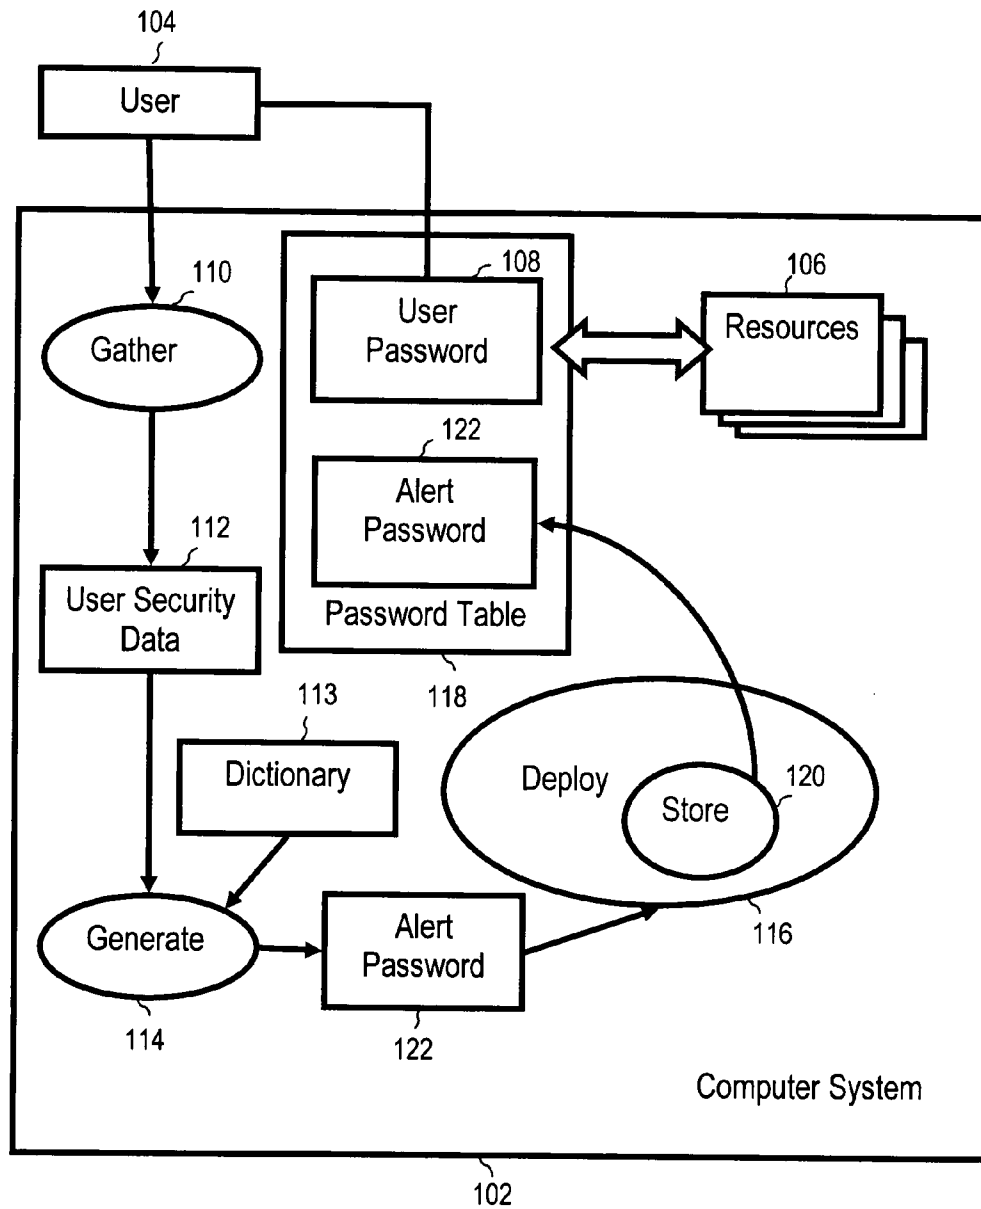 104
User
108
User
Password
106
Resources
110
Gather
122
Alert
Password
Password Table
118
112
User Security
Data
113
Dictionary
Deploy
Store
120
116
Generate
114
Alert
Password
122
Computer System
102